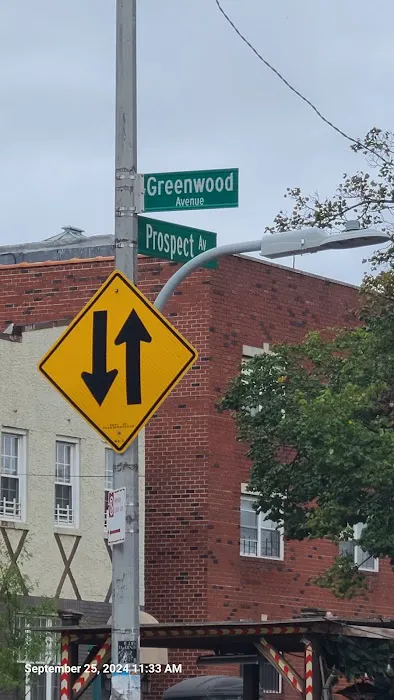 Greenwood
Avenue
Prospect Av
September 25, 2024 11:33 AM